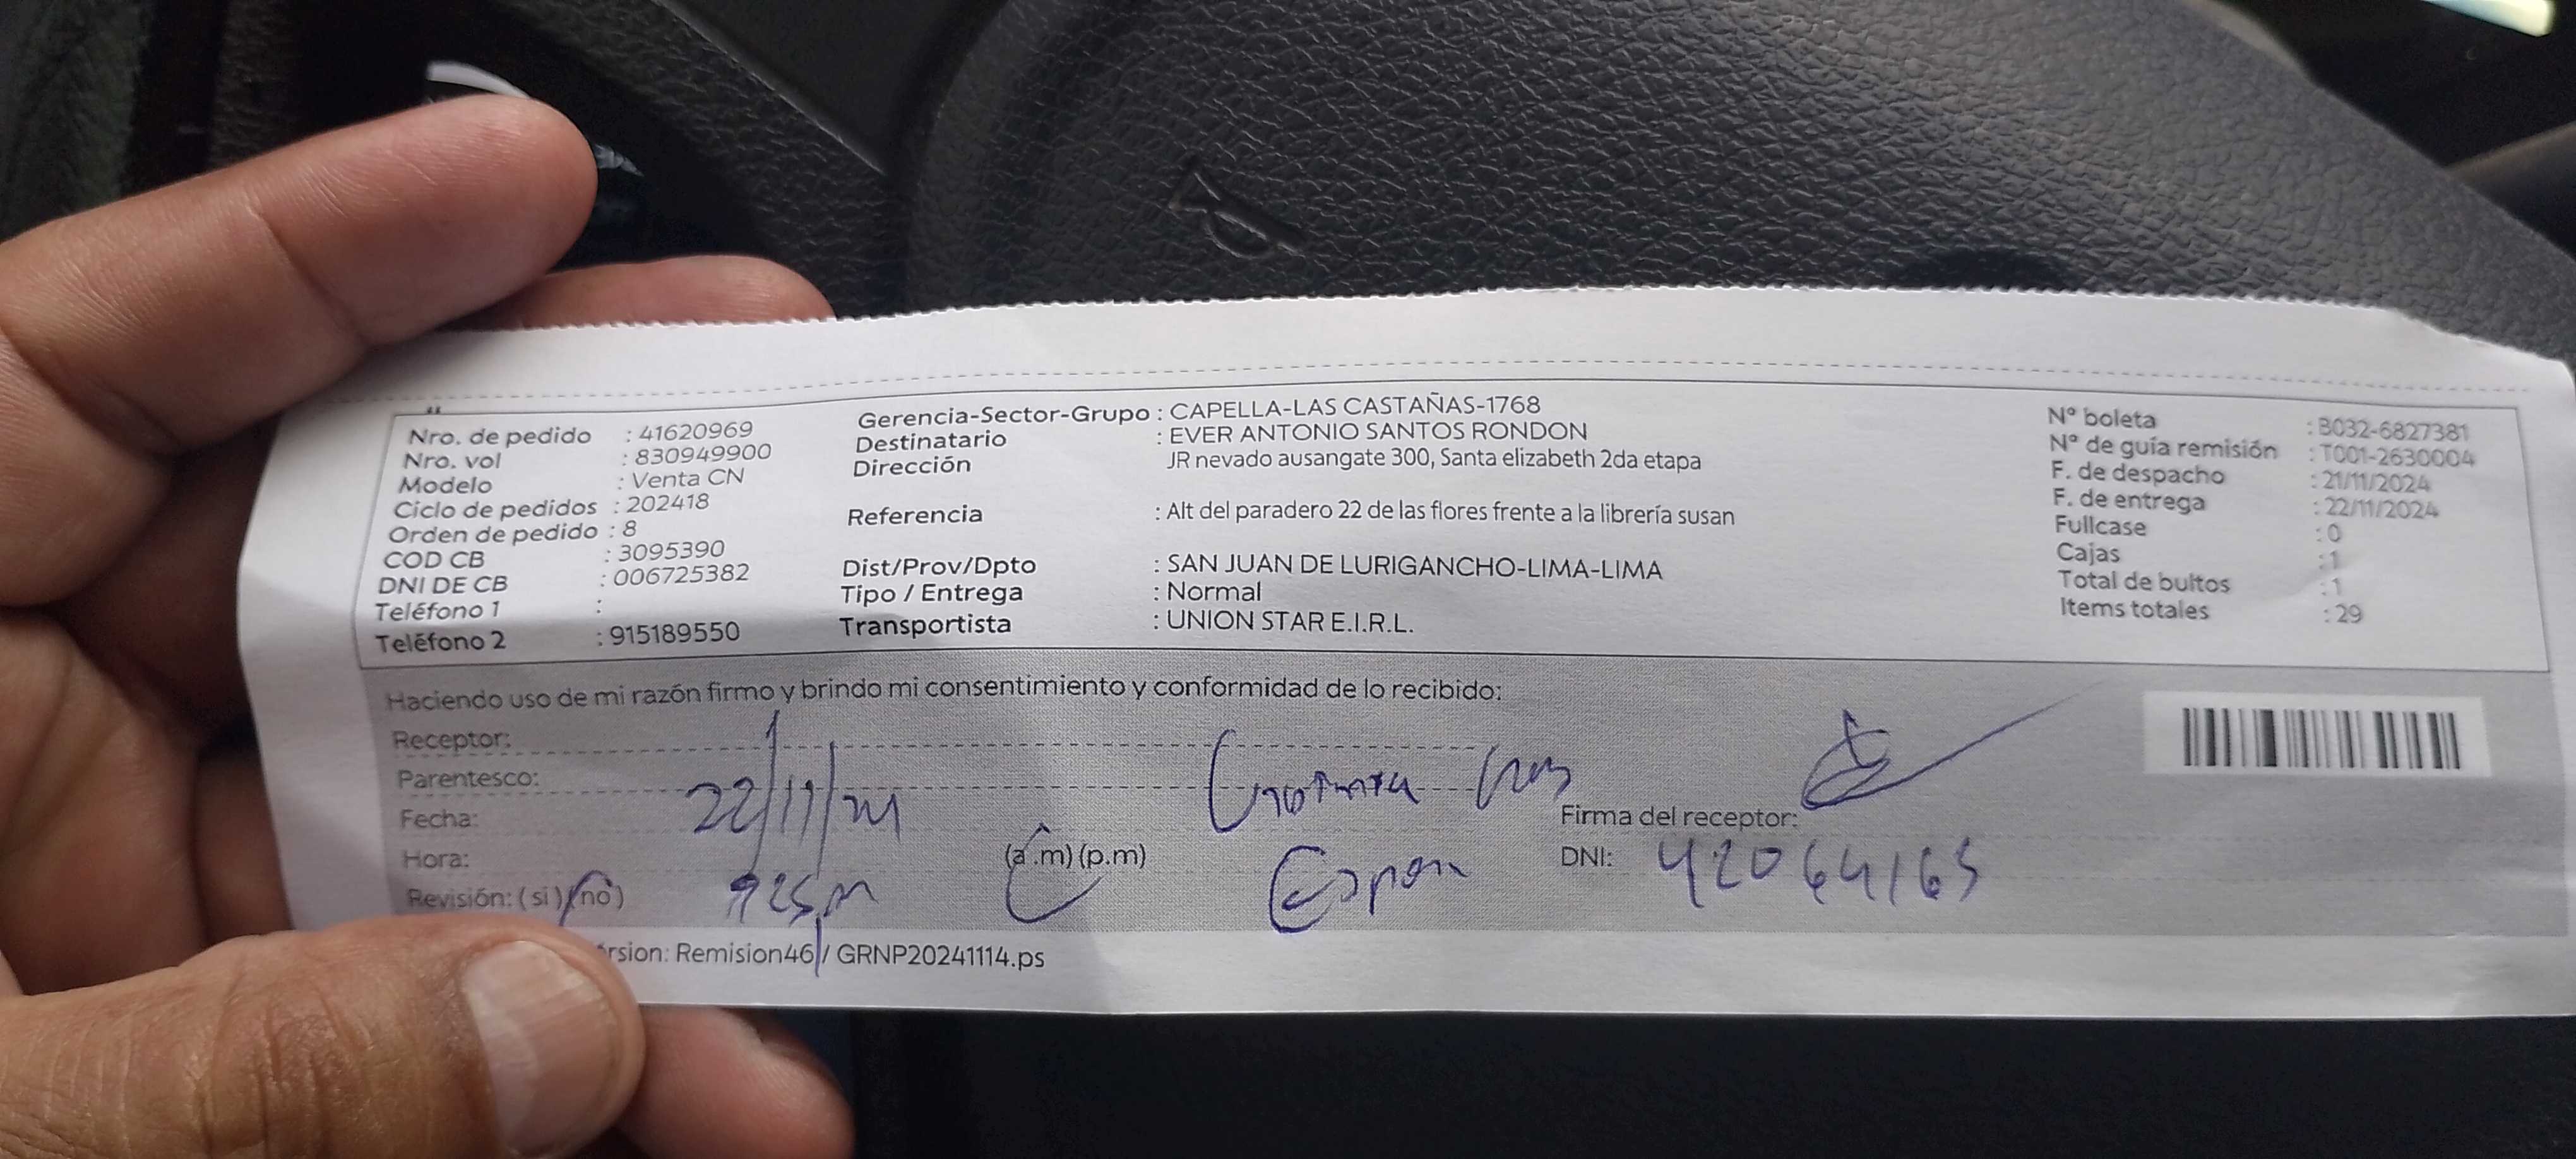 Nro. de pedido : 41620969
Nro. vol : 830949900
Modelo : Venta CN
Ciclo de pedidos : 202418
Orden de pedido : 8
COD CB : 3095390
DNI DE CB : 006725382
Teléfono 1 :
Teléfono 2 : 915189550
Gerencia-Sector-Grupo : CAPELLA-LAS CASTAÑAS-1768
Destinatario : EVER ANTONIO SANTOS RONDON
Dirección JR nevado ausangate 300, Santa elizabeth 2da etapa
Referencia : Alt del paradero 22 de las flores frente a la librería susan
Dist/Prov/Dpto : SAN JUAN DE LURIGANCHO-LIMA-LIMA
Tipo / Entrega : Normal
Transportista : UNION STAR E.I.R.L.
Nº boleta : B032-6827381
Nº de guía remisión : T001-2630004
F. de despacho : 21/11/2024
F. de entrega : 22/11/2024
Fullcase : 0
Cajas : 1
Total de bultos : 1
Items totales : 29
Haciendo uso de mi razón firmo y brindo mi consentimiento y conformidad de lo recibido:
Receptor:
Parentesco:
Fecha: 22/11/24
Hora: (a .m) (p.m)
Revisión: ( si ) (no)
Firma del receptor:
DNI: 42064165
rsion: Remision46 / GRNP20241114.ps